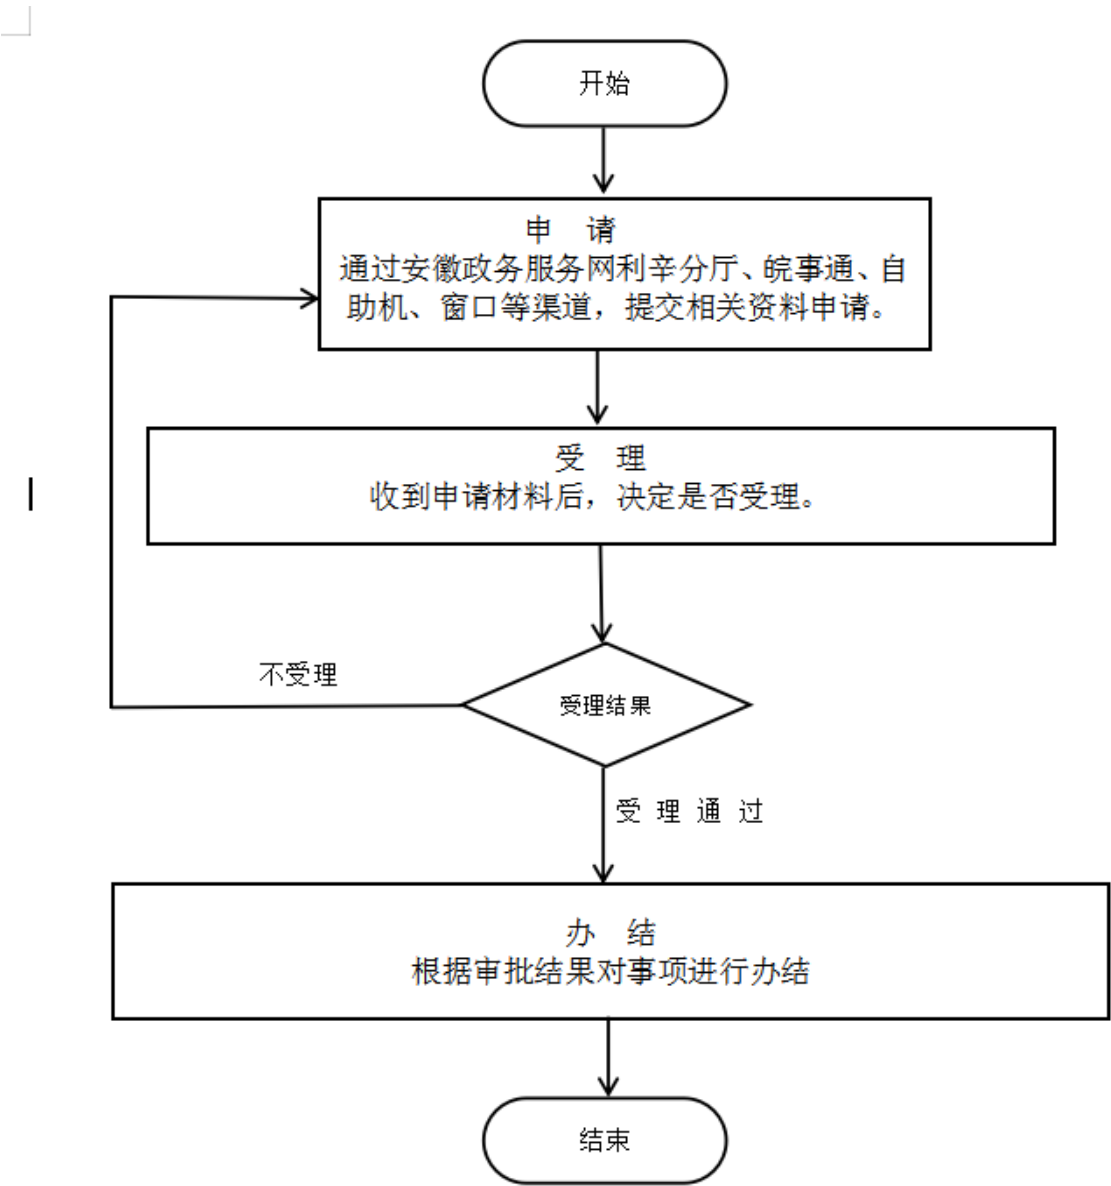 开始
申 请
通过安徽政务服务网利辛分厅、皖事通、自
助机、窗口等渠道，提交相关资料申请。
受 理
收到申请材料后，决定是否受理。
不受理
受理结果
受 理 通 过
办 结
根据审批结果对事项进行办结
结束